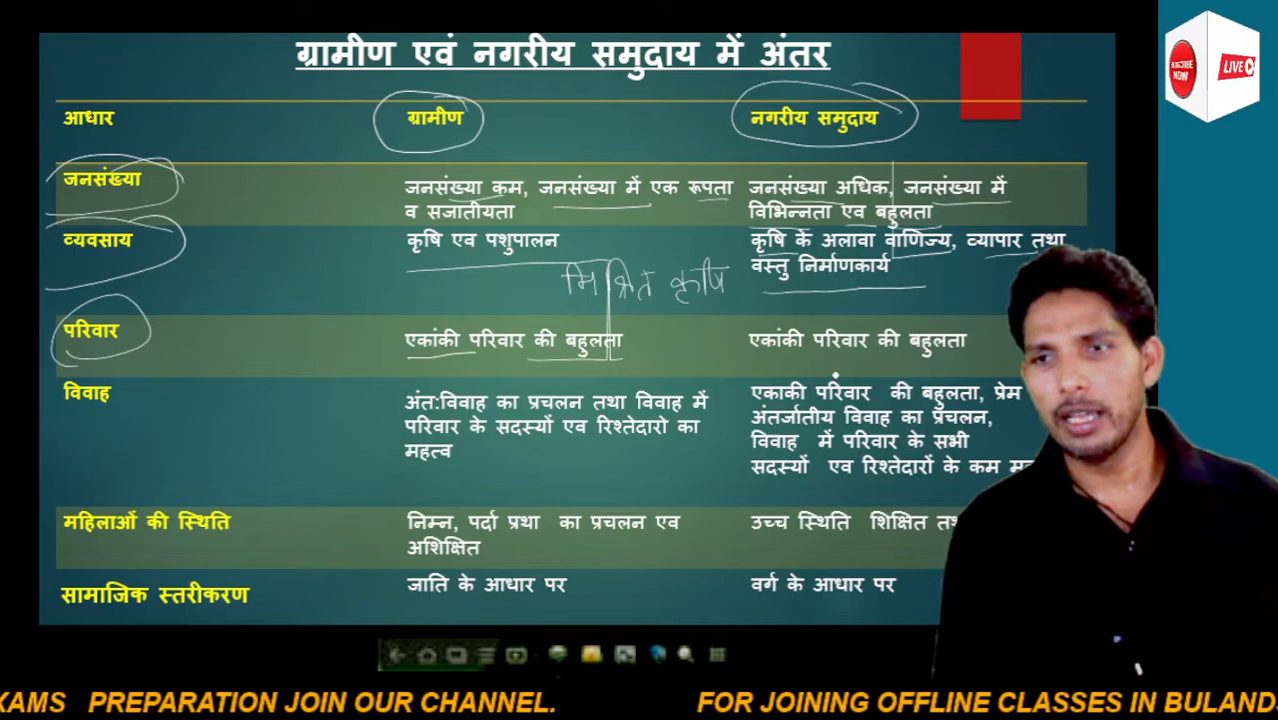 ग्रामीण एवं नगरीय समुदाय में अंतर
SUBSCRIBE NOW
LIVE
आधार ग्रामीण नगरीय समुदाय
जनसंख्या
जनसंख्या कम, जनसंख्या में एक रूपता
व सजातीयता
जनसंख्या अधिक, जनसंख्या में
विभिन्नता एव बहुलता
व्यवसाय
कृषि एव पशुपालन
मिश्रित कृषि
कृषि के अलावा वाणिज्य, व्यापार तथा
वस्तु निर्माणकार्य
परिवार
एकांकी परिवार की बहुलता
एकांकी परिवार की बहुलता
विवाह
अंत:विवाह का प्रचलन तथा विवाह में
परिवार के सदस्यों एव रिश्तेदारो का
महत्व
एकाकी परिवार की बहुलता, प्रेम
अंतर्जातीय विवाह का प्रचलन,
विवाह में परिवार के सभी
सदस्यों एव रिश्तेदारों के कम
महिलाओं की स्थिति
निम्न, पर्दा प्रथा का प्रचलन एव
अशिक्षित
उच्च स्थिति शिक्षित
सामाजिक स्तरीकरण
जाति के आधार पर
वर्ग के आधार पर
XAMS PREPARATION JOIN OUR CHANNEL. FOR JOINING OFFLINE CLASSES IN BULAND